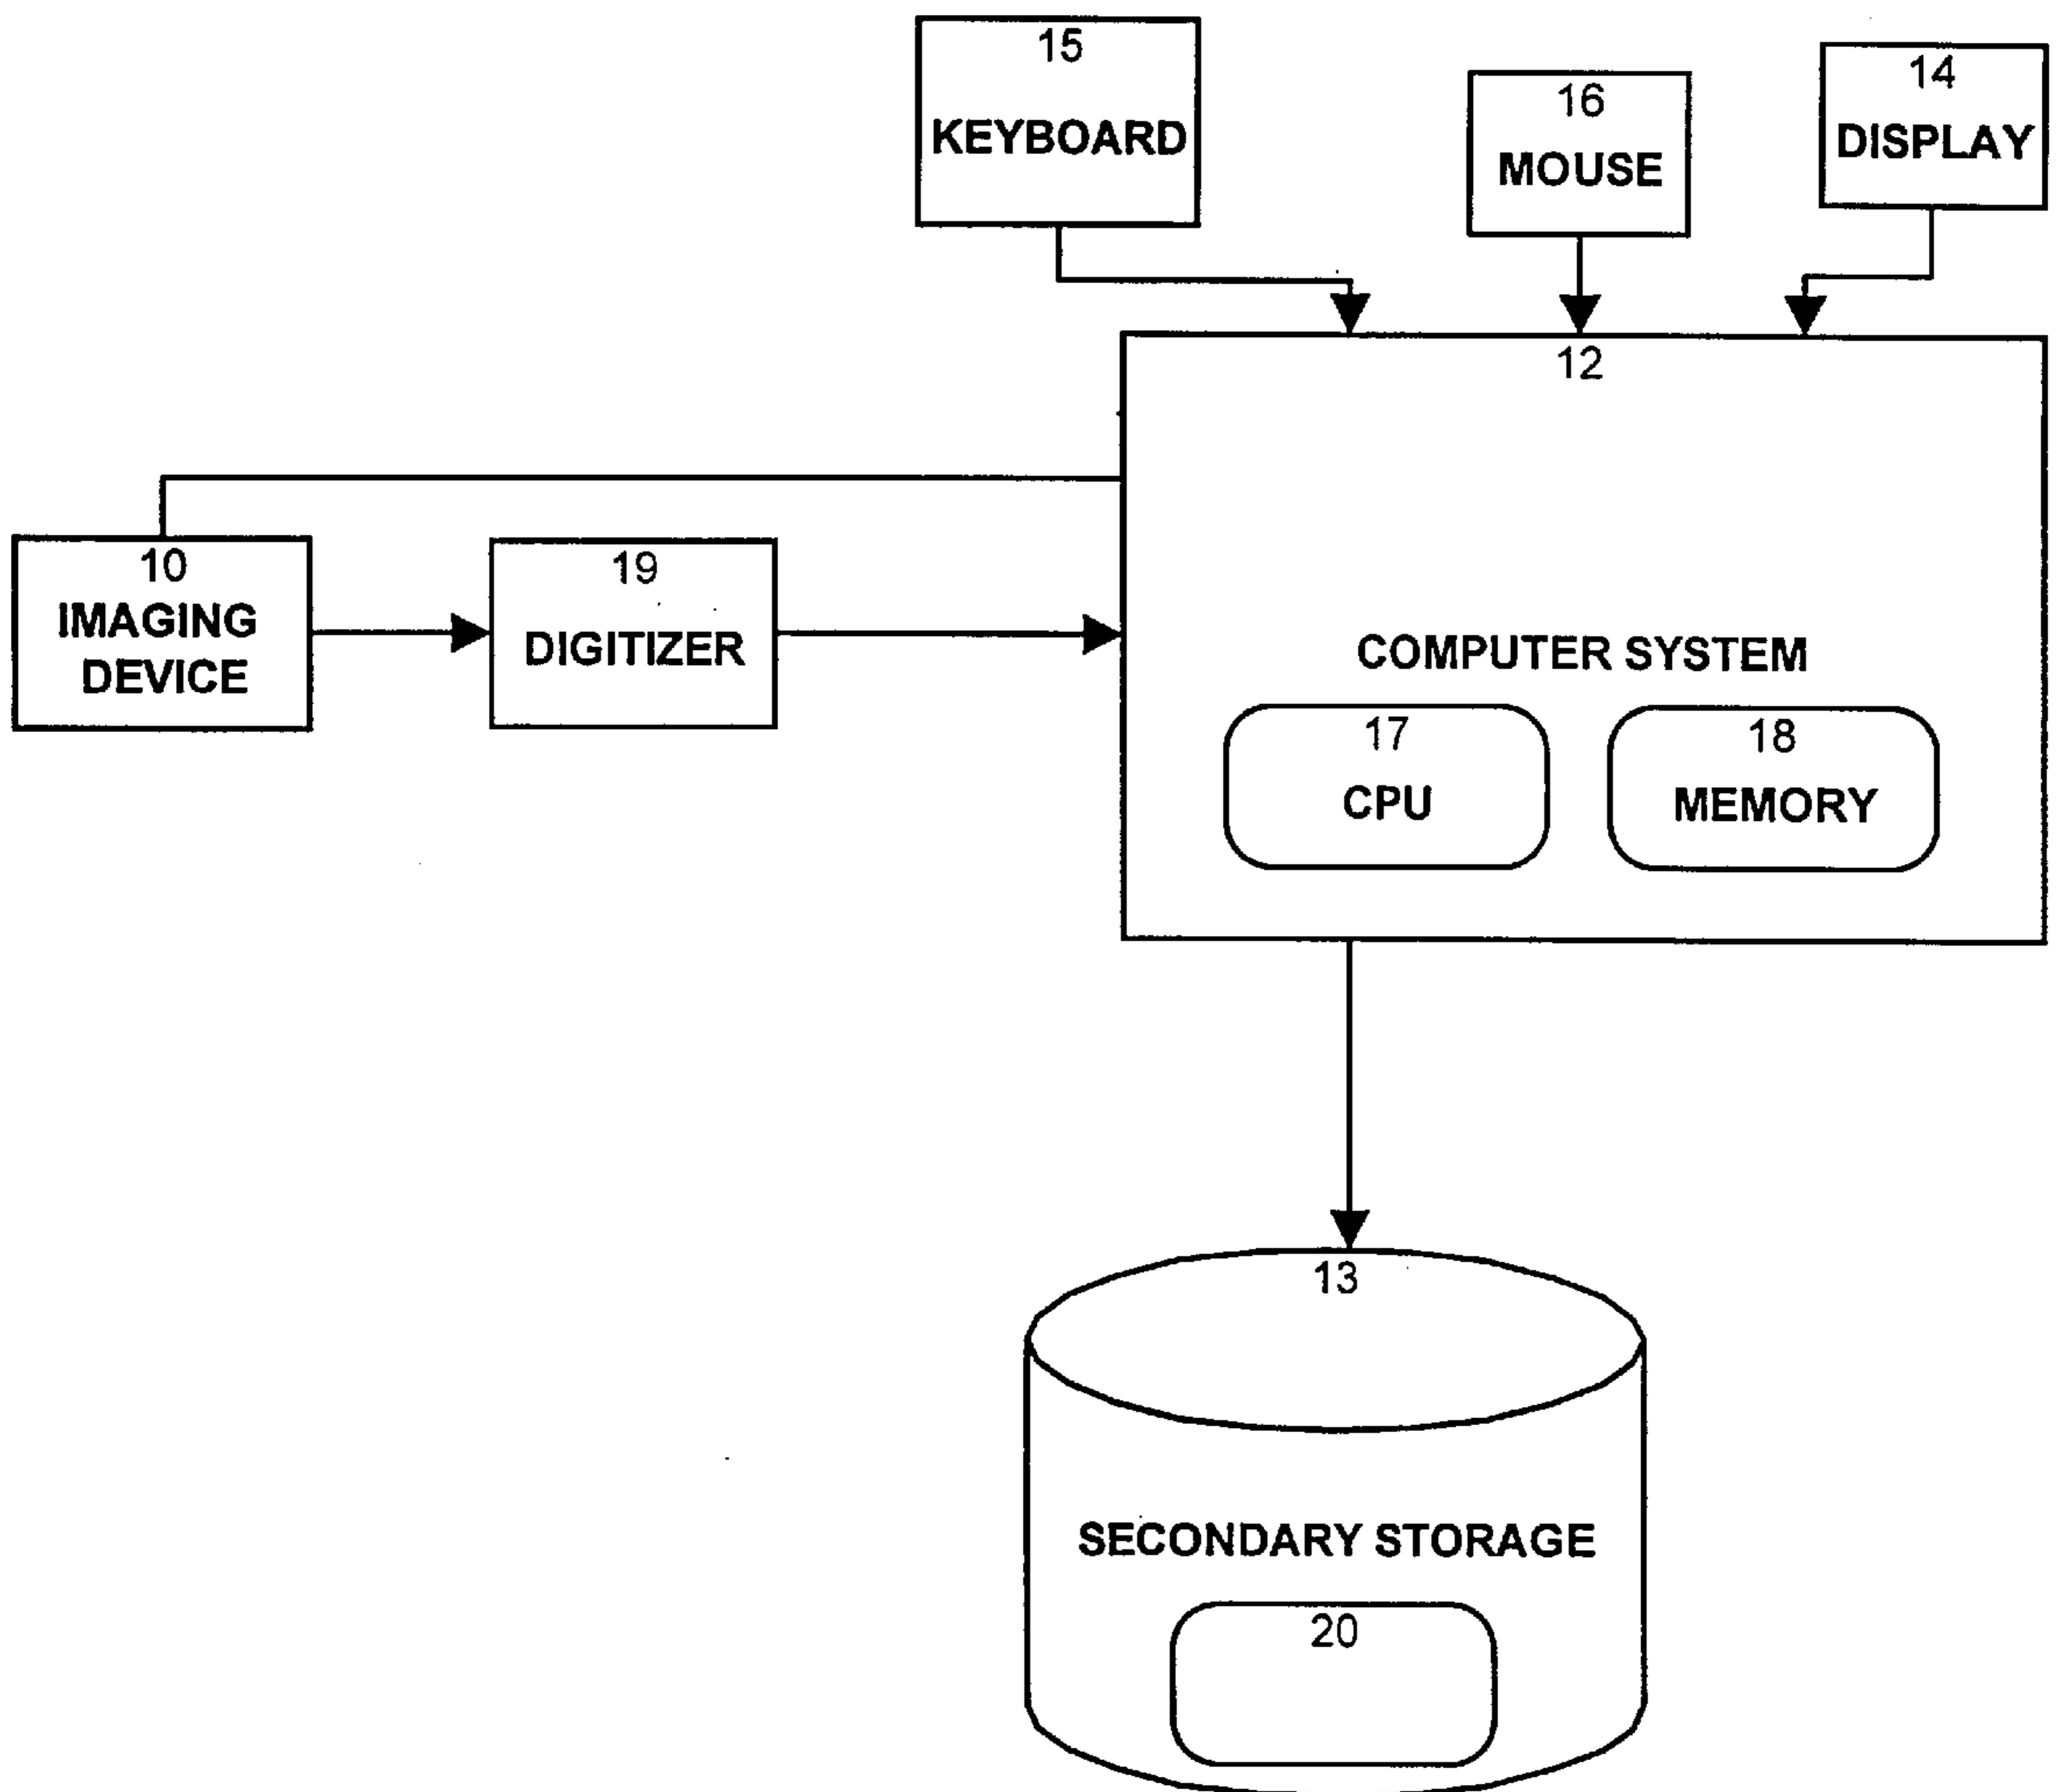 15
KEYBOARD
16
MOUSE
14
DISPLAY
12
10
IMAGING
DEVICE
19
DIGITIZER
COMPUTER SYSTEM
17
CPU
18
MEMORY
13
SECONDARY STORAGE
20